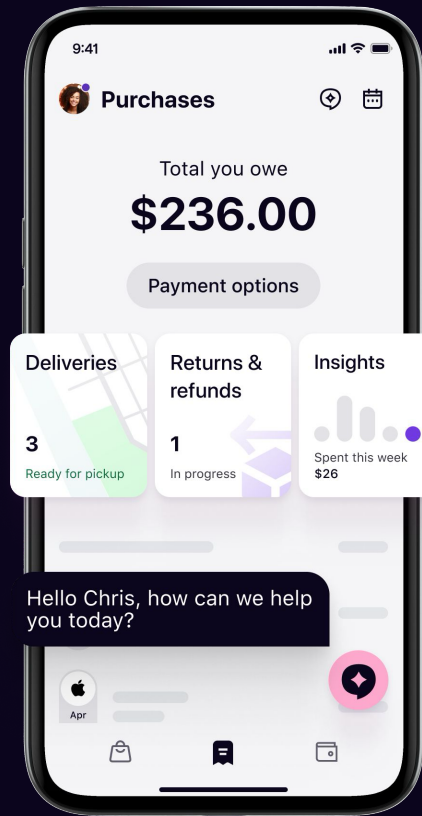 9:41
Purchases
Total you owe
$236.00
Payment options
Deliveries
3
Ready for pickup
Returns &
refunds
1
In progress
Insights
Spent this week
$26
Hello Chris, how can we help
you today?
Apr